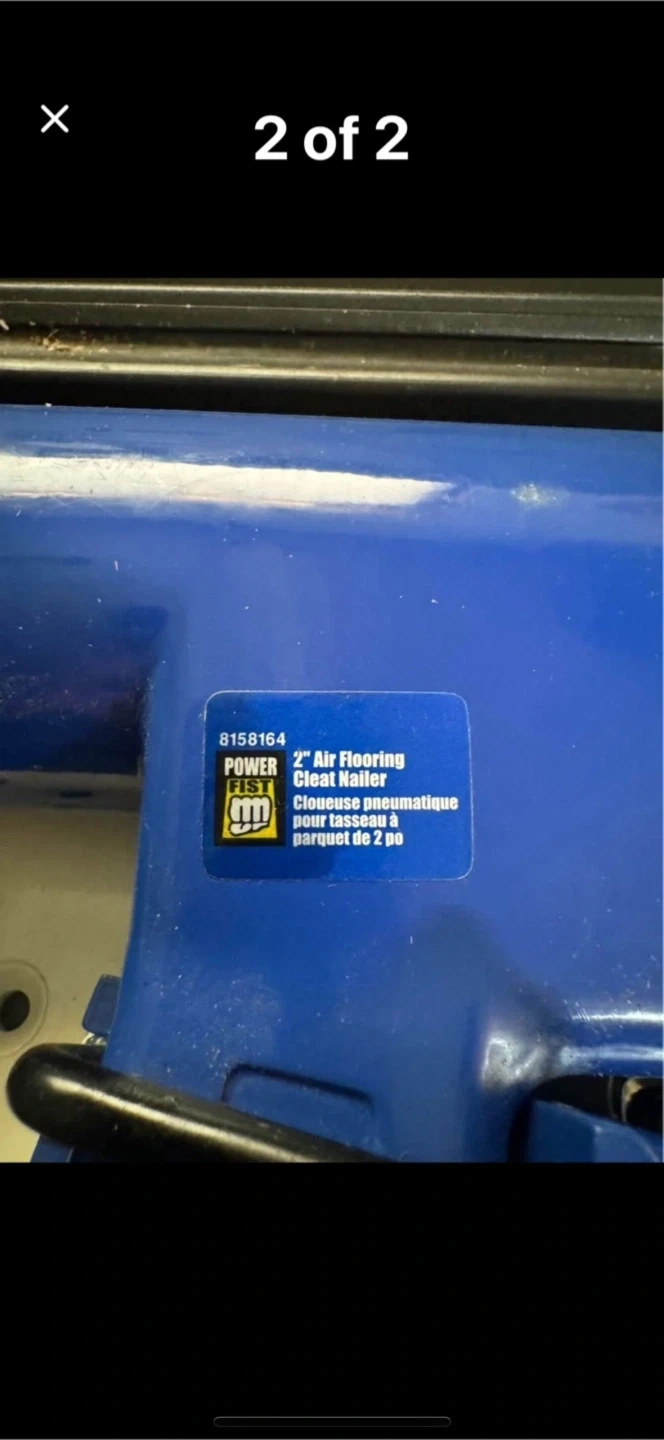 2 of 2
8158164
POWER
FIST
2" Air Flooring
Cleat Nailer
Cloueuse pneumatique
pour tasseau à
parquet de 2 po